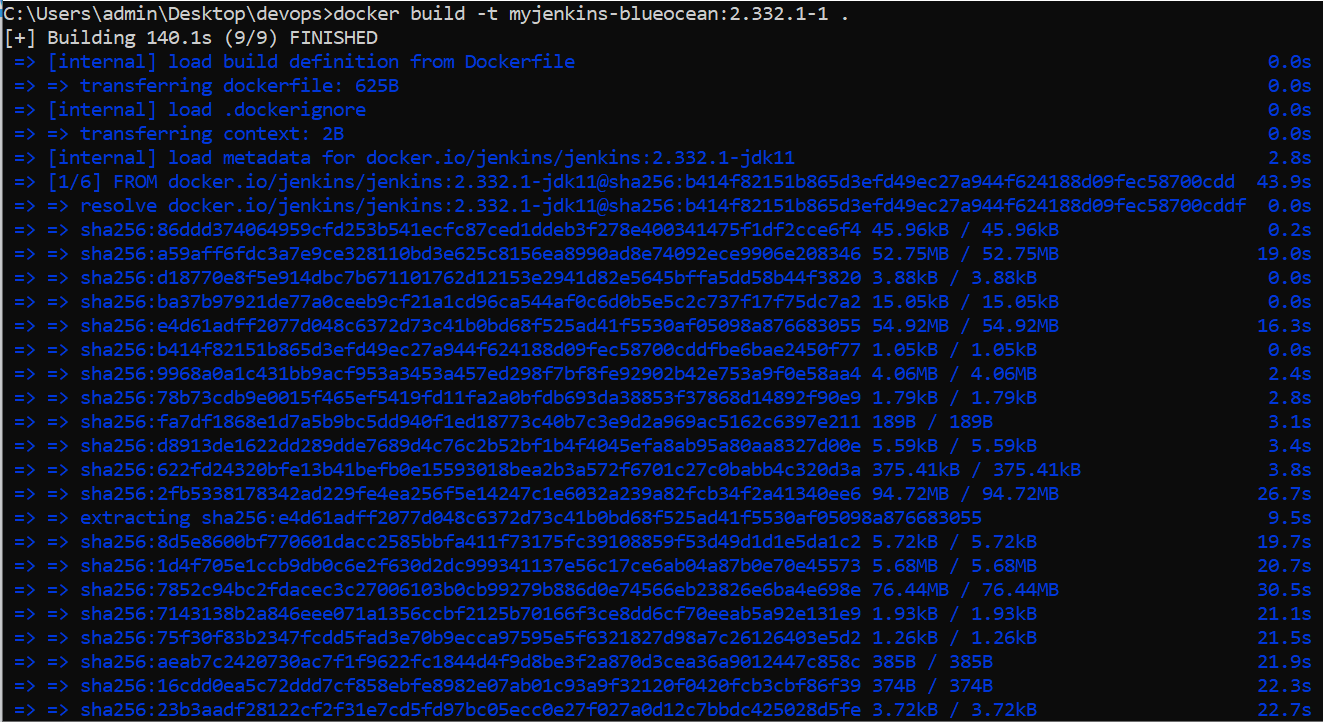 C:\Users\admin\Desktop\devops>docker build -t myjenkins-blueocean:2.332.1-1 .
[+] Building 140.1s (9/9) FINISHED
=> [internal] load build definition from Dockerfile 0.0s
=> => transferring dockerfile: 625B 0.0s
=> [internal] load .dockerignore 0.0s
=> => transferring context: 2B 0.0s
=> [internal] load metadata for docker.io/jenkins/jenkins:2.332.1-jdk11 2.8s
=> [1/6] FROM docker.io/jenkins/jenkins:2.332.1-jdk11@sha256:b414f82151b865d3efd49ec27a944f624188d09fec58700cdd 43.9s
=> => resolve docker.io/jenkins/jenkins:2.332.1-jdk11@sha256:b414f82151b865d3efd49ec27a944f624188d09fec58700cddf 0.0s
=> => sha256:86ddd374064959cfd253b541ecfc87ced1ddeb3f278e400341475f1df2cce6f4 45.96kB / 45.96kB 0.2s
=> => sha256:a59aff6fdc3a7e9ce328110bd3e625c8156ea8990ad8e74092ece9906e208346 52.75MB / 52.75MB 19.0s
=> => sha256:d18770e8f5e914dbc7b671101762d12153e2941d82e5645bffa5dd58b44f3820 3.88kB / 3.88kB 0.0s
=> => sha256:ba37b97921de77a0ceeb9cf21a1cd96ca544af0c6d0b5e5c2c737f17f75dc7a2 15.05kB / 15.05kB 0.0s
=> => sha256:e4d61adff2077d048c6372d73c41b0bd68f525ad41f5530af05098a876683055 54.92MB / 54.92MB 16.3s
=> => sha256:b414f82151b865d3efd49ec27a944f624188d09fec58700cddfbe6bae2450f77 1.05kB / 1.05kB 0.0s
=> => sha256:9968a0a1c431bb9acf953a3453a457ed298f7bf8fe92902b42e753a9f0e58aa4 4.06MB / 4.06MB 2.4s
=> => sha256:78b73cdb9e0015f465ef5419fd11fa2a0bfdb693da38853f37868d14892f90e9 1.79kB / 1.79kB 2.8s
=> => sha256:fa7df1868e1d7a5b9bc5dd940f1ed18773c40b7c3e9d2a969ac5162c6397e211 189B / 189B 3.1s
=> => sha256:d8913de1622dd289dde7689d4c76c2b52bf1b4f4045efa8ab95a80aa8327d00e 5.59kB / 5.59kB 3.4s
=> => sha256:622fd24320bfe13b41befb0e15593018bea2b3a572f6701c27c0babb4c320d3a 375.41kB / 375.41kB 3.8s
=> => sha256:2fb5338178342ad229fe4ea256f5e14247c1e6032a239a82fcb34f2a41340ee6 94.72MB / 94.72MB 26.7s
=> => extracting sha256:e4d61adff2077d048c6372d73c41b0bd68f525ad41f5530af05098a876683055 9.5s
=> => sha256:8d5e8600bf770601dacc2585bbfa411f73175fc39108859f53d49d1d1e5da1c2 5.72kB / 5.72kB 19.7s
=> => sha256:1d4f705e1ccb9db0c6e2f630d2dc999341137e56c17ce6ab04a87b0e70e45573 5.68MB / 5.68MB 20.7s
=> => sha256:7852c94bc2fdacec3c27006103b0cb99279b886d0e74566eb23826e6ba4e698e 76.44MB / 76.44MB 30.5s
=> => sha256:7143138b2a846eee071a1356ccbf2125b70166f3ce8dd6cf70eeab5a92e131e9 1.93kB / 1.93kB 21.1s
=> => sha256:75f30f83b2347fcdd5fad3e70b9ecca97595e5f6321827d98a7c26126403e5d2 1.26kB / 1.26kB 21.5s
=> => sha256:aeab7c2420730ac7f1f9622fc1844d4f9d8be3f2a870d3cea36a9012447c858c 385B / 385B 21.9s
=> => sha256:16cdd0ea5c72ddd7cf858ebfe8982e07ab01c93a9f32120f0420fcb3cbf86f39 374B / 374B 22.3s
=> => sha256:23b3aadf28122cf2f31e7cd5fd97bc05ecc0e27f027a0d12c7bbdc425028d5fe 3.72kB / 3.72kB 22.7s